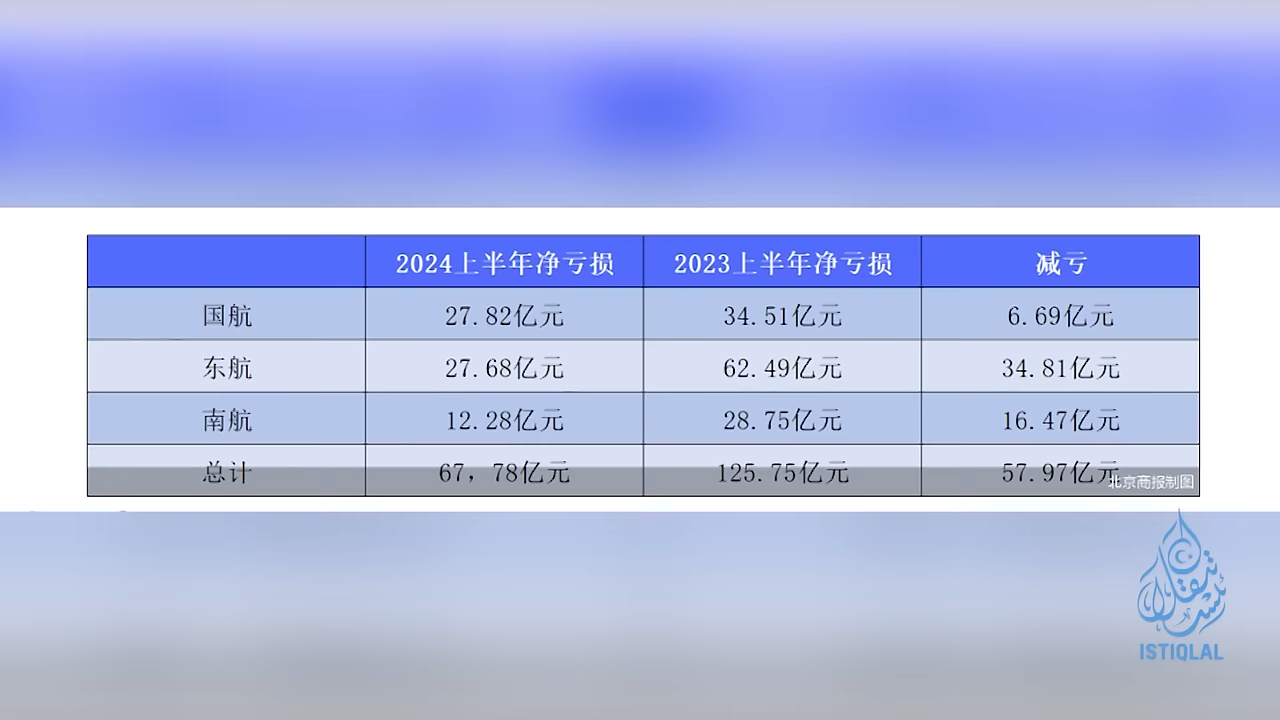 2024上半年净亏损 2023上半年净亏损 减亏
国航 27.82亿元 34.51亿元 6.69亿元
东航 27.68亿元 62.49亿元 34.81亿元
南航 12.28亿元 28.75亿元 16.47亿元
总计 67，78亿元 125.75亿元 57.97亿元
北京商报制图
ISTIQLAL